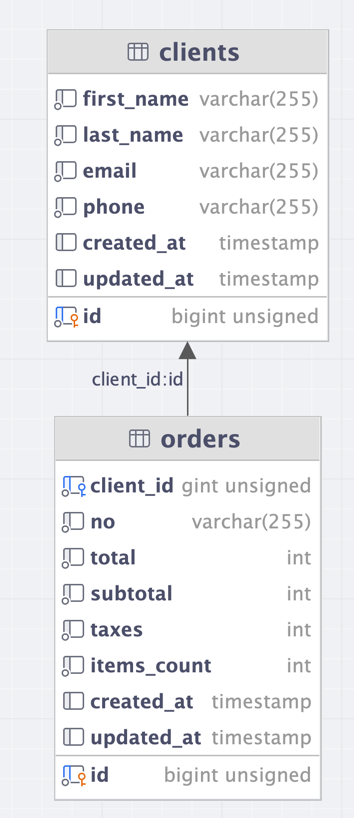 clients
first_name varchar(255)
last_name varchar(255)
email varchar(255)
phone varchar(255)
created_at timestamp
updated_at timestamp
id bigint unsigned
client_id:id
orders
client_id gint unsigned
no varchar(255)
total int
subtotal int
taxes int
items_count int
created_at timestamp
updated_at timestamp
id bigint unsigned